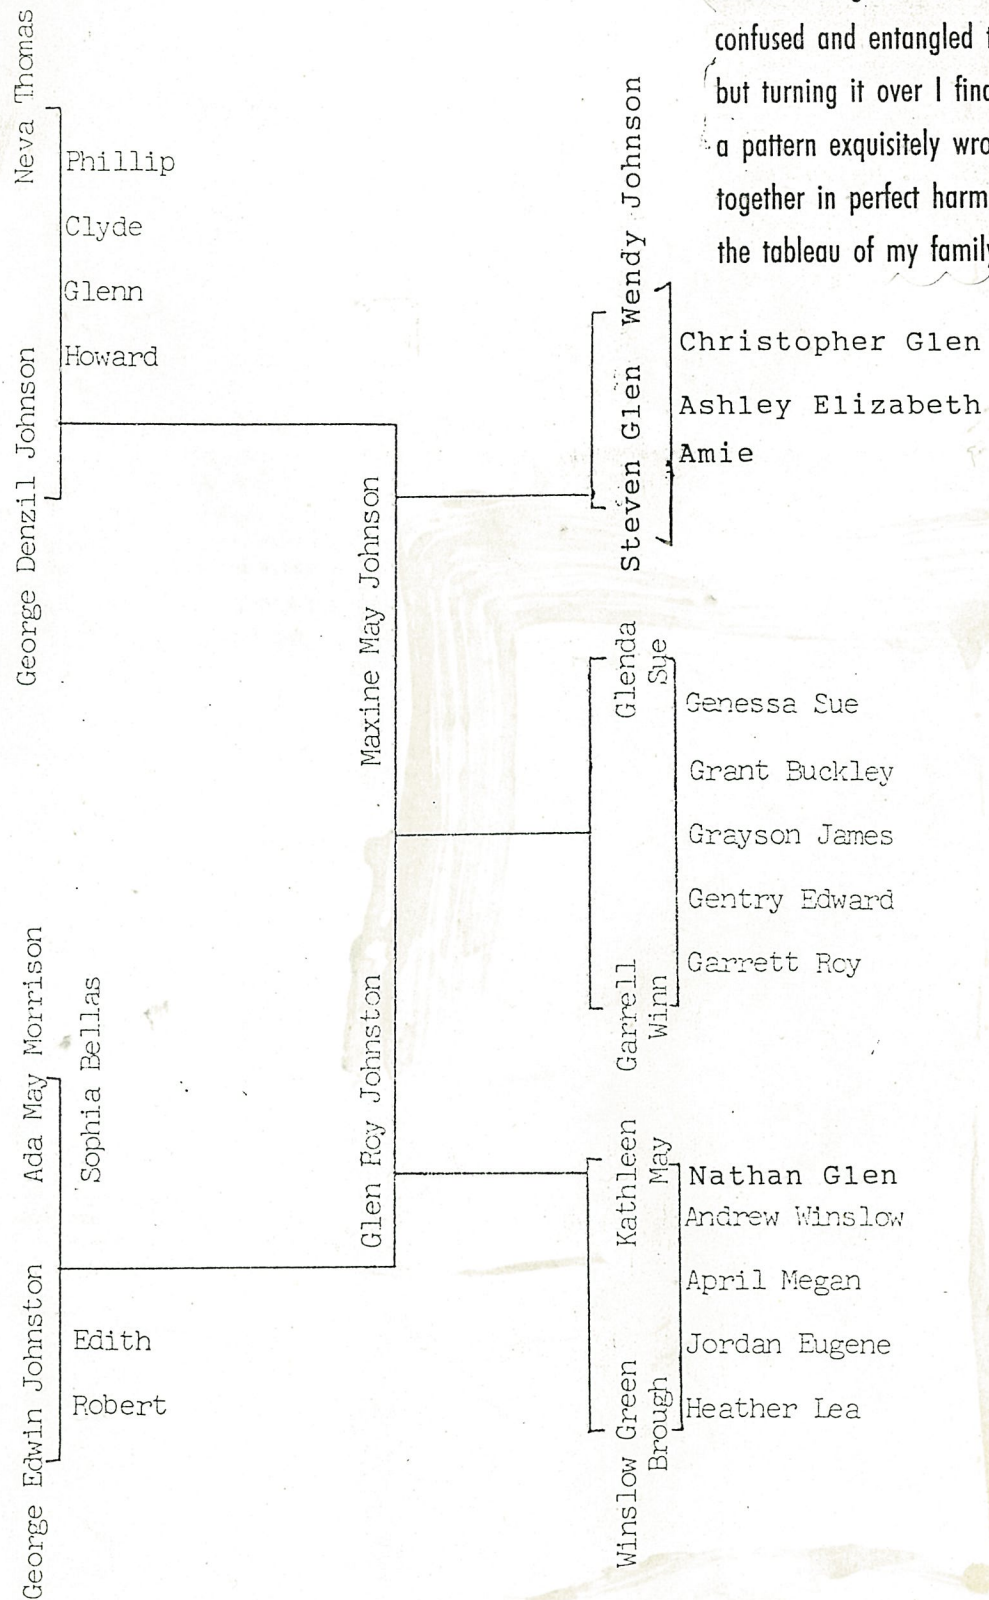 confused and entangled
but turning it over I find
a pattern exquisitely
together in perfect
the tableau of my family
Neva Thomas
George Denzil Johnson
Phillip
Clyde
Glenn
Howard
Maxine May Johnson
Wendy Johnson
Steven Glen
Christopher Glen
Ashley Elizabeth
Amie
Glenda
Sue
Genessa Sue
Grant Buckley
Grayson James
Gentry Edward
Garrett Roy
Garrell
Winn
Ada May Morrison
Sophia Bellas
George Edwin Johnston
Edith
Robert
Glen Roy Johnston
Kathleen
May
Nathan Glen
Andrew Winslow
April Megan
Jordan Eugene
Heather Lea
Winslow Green
Brough